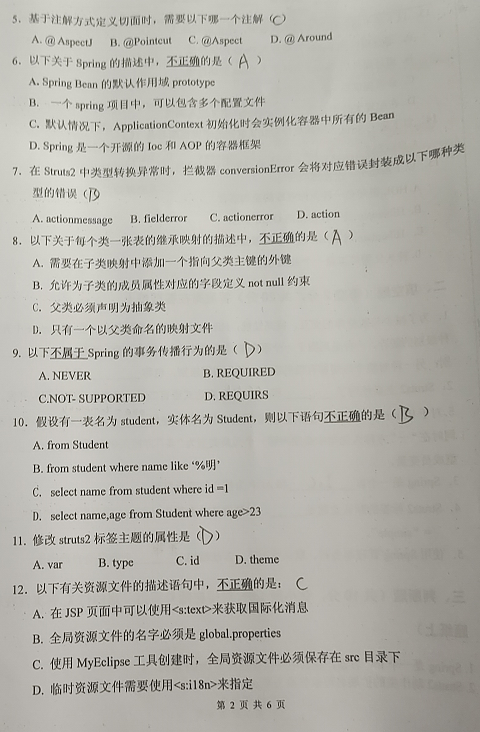 5. 基于注解方式定义切面时，需要以下哪一个注解（C）
A. @ AspectJ B. @Pointcut C. @Aspect D. @ Around
6. 以下关于 Spring 的描述中，不正确的是（ A ）
A. Spring Bean 的默认作用域 prototype
B. 一个 spring 项目中，可以包含多个配置文件
C. 默认情况下，ApplicationContext 初始化时会实例化容器中所有的 Bean
D. Spring 是一个开源的 Ioc 和 AOP 的容器框架
7. 在 Struts2 中类型转换异常时，拦截器 conversionError 会将对应错误封装成以下哪种类
型的错误（B
A. actionmessage B. fielderror C. actionerror D. action
8. 以下关于每个类一张表的继承映射的描述中，不正确的是（ A ）
A. 需要在子类映射中添加一个指向父类主键的外键
B. 允许为子类的成员属性对应的字段定义 not null 约束
C. 父类必须声明为抽象类
D. 只有一个以父类命名的映射文件
9. 以下不属于 Spring 的事务传播行为的是（ D ）
A. NEVER B. REQUIRED
C.NOT- SUPPORTED D. REQUIRS
10. 假设有一表名为 student，实体名为 Student，则以下语句不正确的是（ B ）
A. from Student
B. from student where name like ‘%明’
C. select name from student where id =1
D. select name,age from Student where age>23
11. 修改 struts2 标签主题的属性是（D）
A. var B. type C. id D. theme
12. 以下有关资源文件的描述语句中，不正确的是： C
A. 在 JSP 页面中可以使用<s:text>来获取国际化消息
B. 全局资源文件的名字必须是 global.properties
C. 使用 MyEclipse 工具创建时，全局资源文件必须保存在 src 目录下
D. 临时资源文件需要使用<s:i18n>来指定
第 2 页 共 6 页